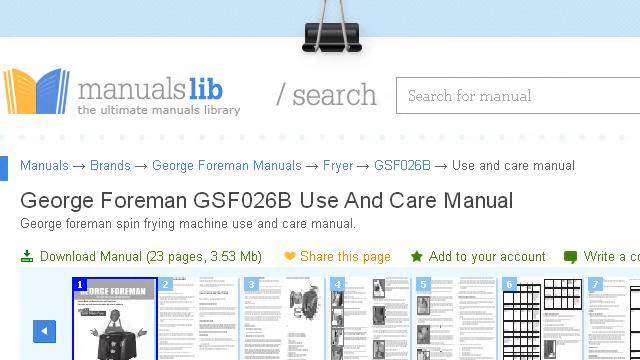 manualslib
the ultimate manuals library
/ search
Search for manual
Manuals → Brands → George Foreman Manuals → Fryer → GSF026B → Use and care manual
George Foreman GSF026B Use And Care Manual
George foreman spin frying machine use and care manual.
Download Manual (23 pages, 3.53 Mb) Share this page Add to your account Write a co
1 2 3 4 5 6 7
GEORGE FOREMAN